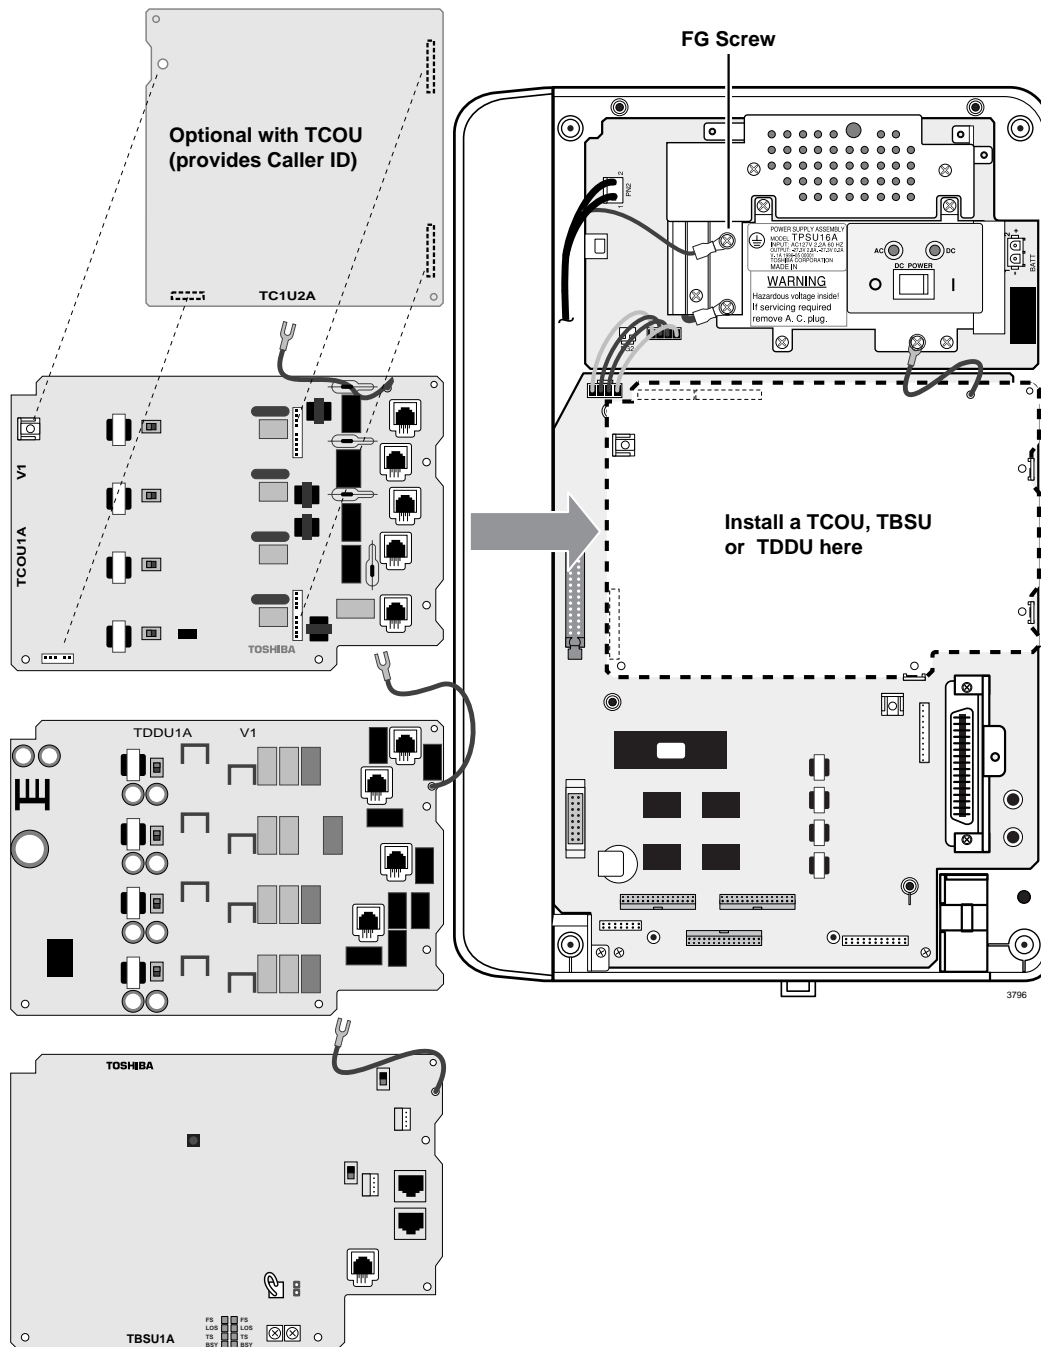 FG Screw
Optional with TCOU
(provides Caller ID)
TC1U2A
1
2
PN2
POWER SUPPLY ASSEMBLY
MODEL TPSU16A
TOSHIBA CORPORATION
MADE IN
WARNING
Hazardous voltage inside!
If servicing required
remove A. C. plug.
AC
DC
DC POWER
BATT
V1
TCOU1A
TOSHIBA
Install a TCOU, TBSU
or TDDU here
TDDU1A
V1
3796
TOSHIBA
TBSU1A
FS FS
LOS LOS
TS TS
BSY BSY